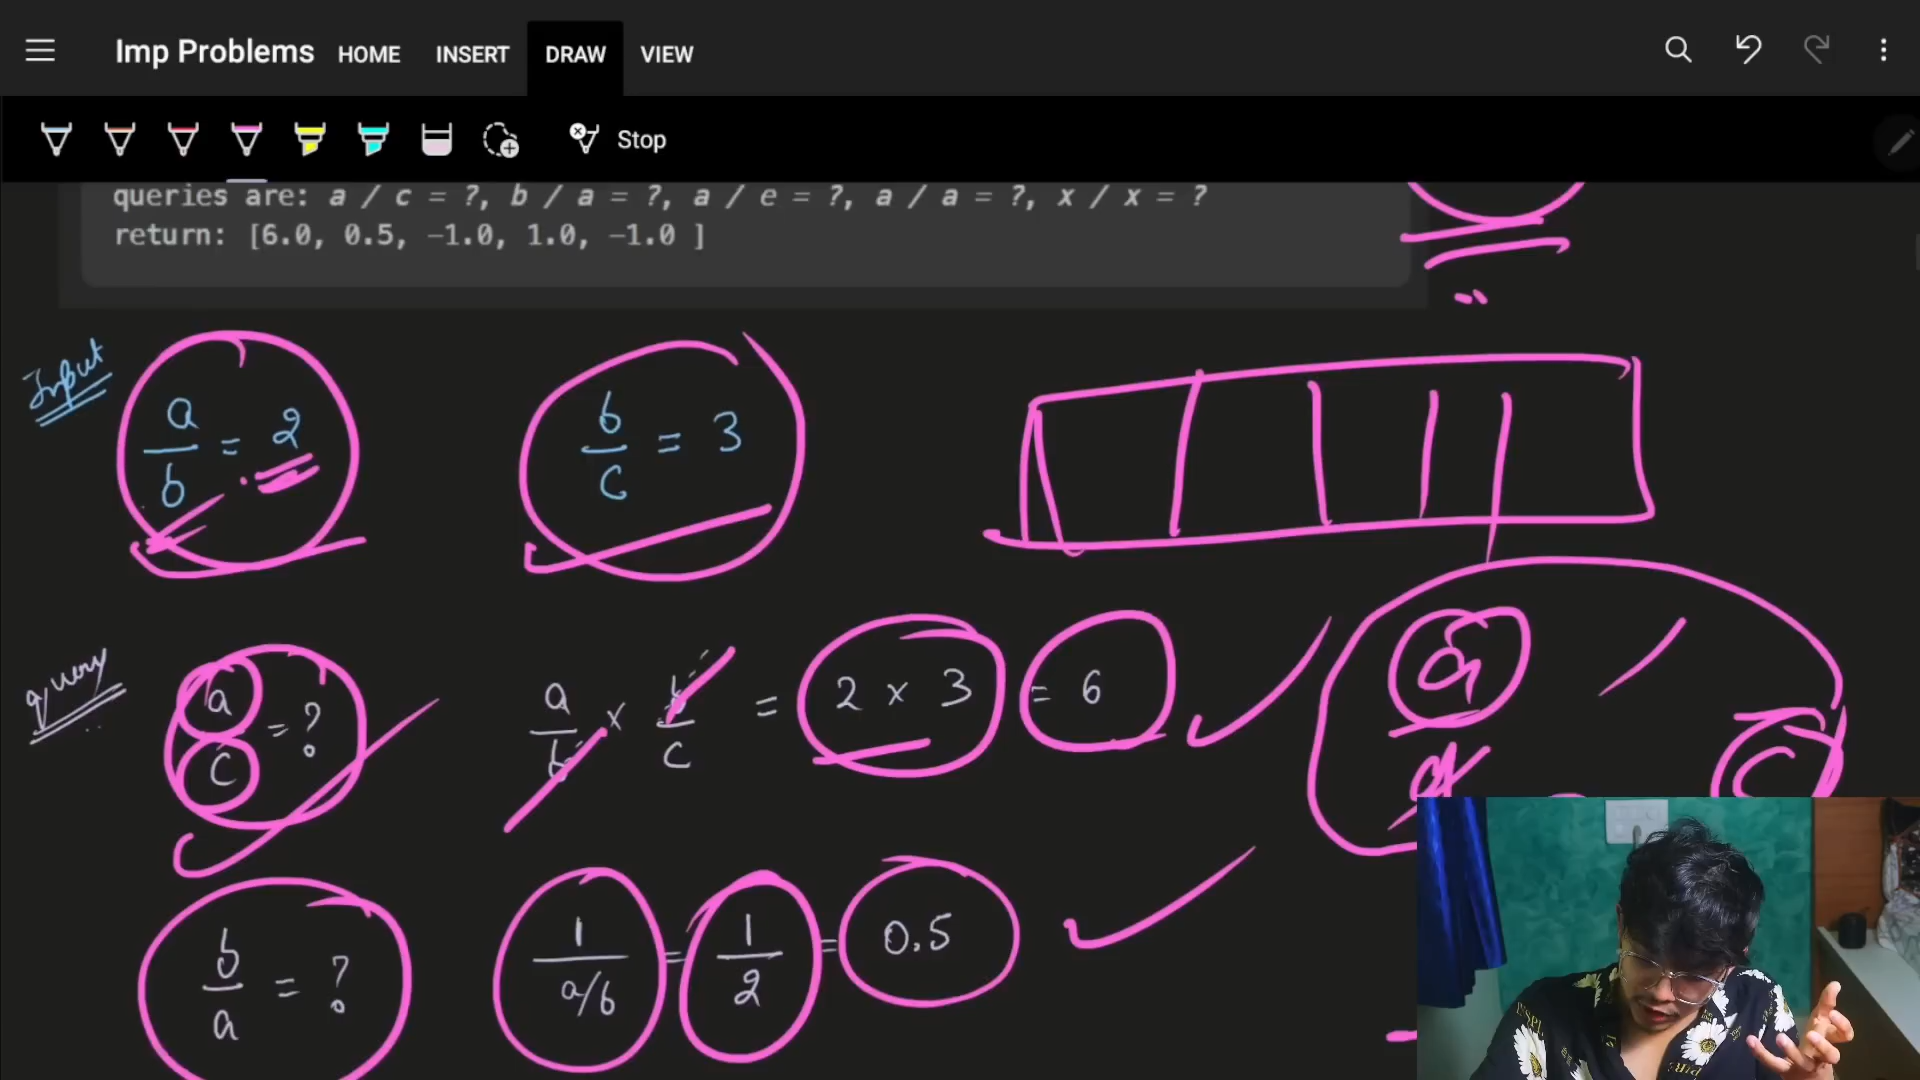 Imp Problems HOME INSERT DRAW VIEW
Stop
queries are: a / c = ?, b / a = ?, a / e = ?, a / a = ?, x / x = ?
return: [6.0, 0.5, -1.0, 1.0, -1.0 ]
Input
a/b = 2
b/c = 3
query
a/c = ?
a/b × b/c = 2 × 3 = 6
a
c
b/a = ?
1/(a/b) = 1/2 = 0.5